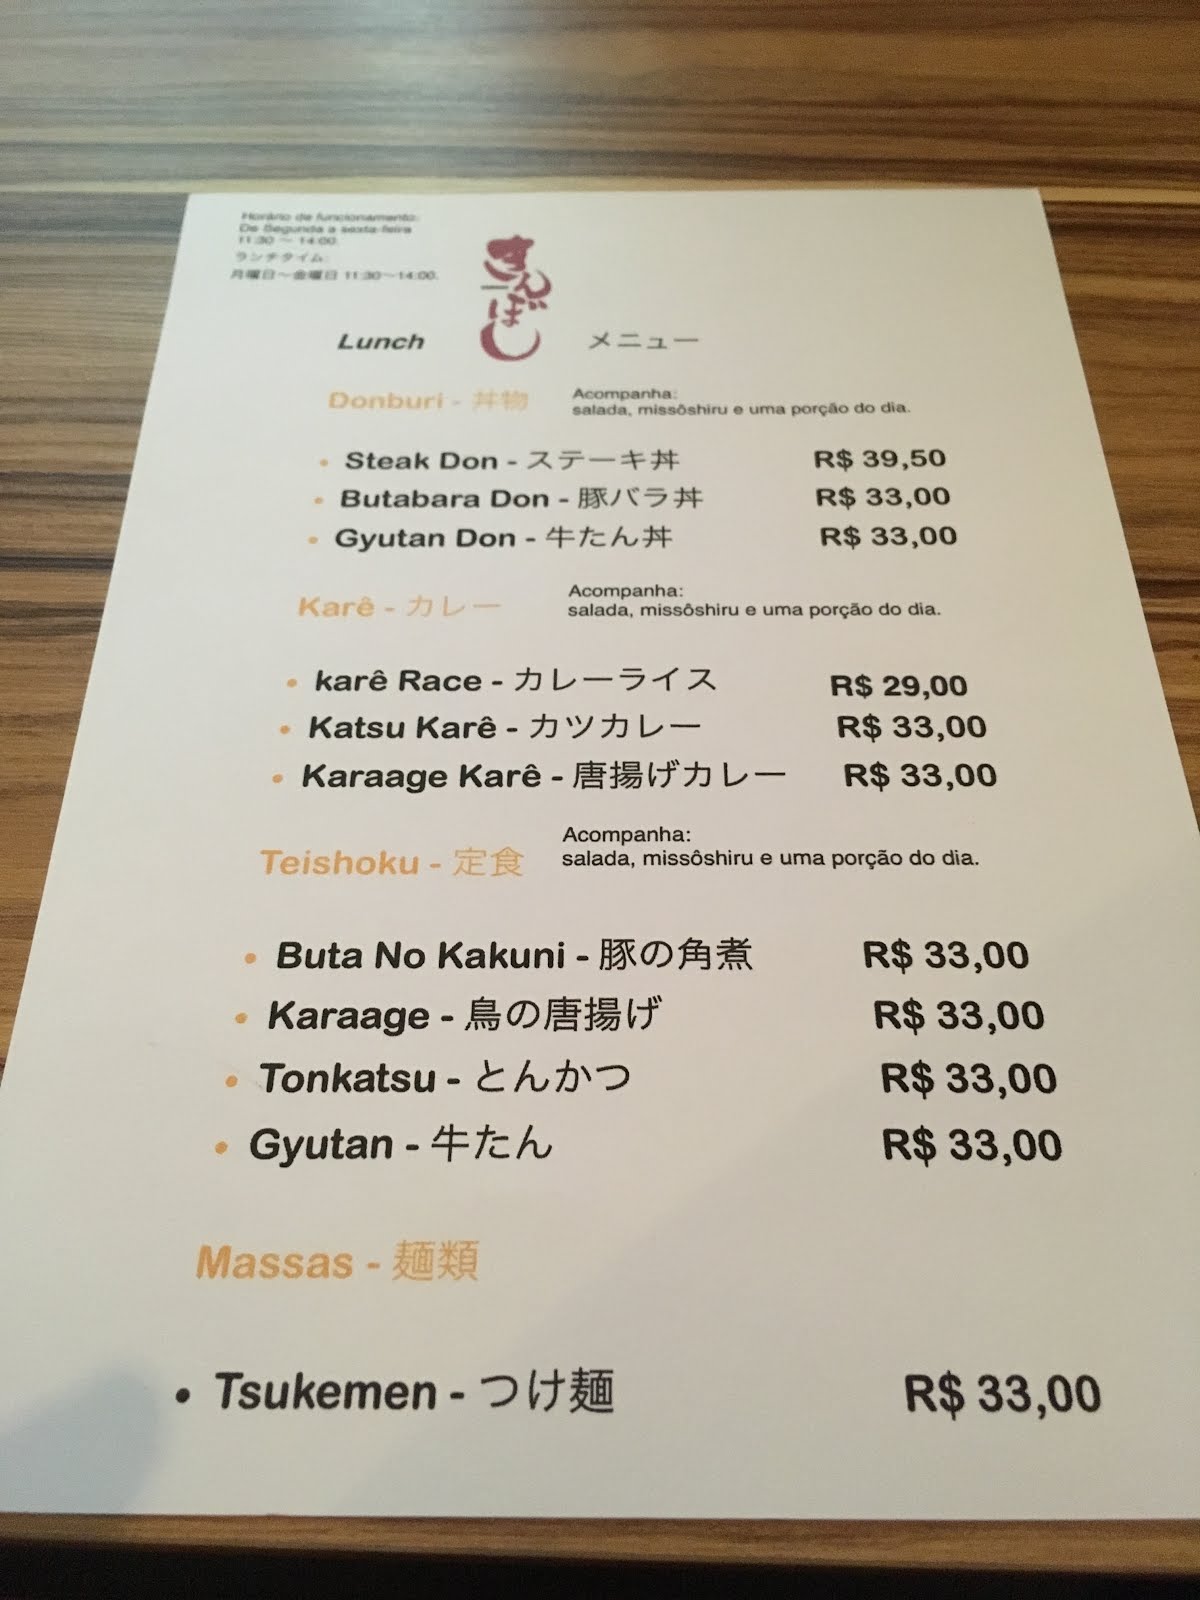 Horário de funcionamento:
De Segunda a sexta-feira
11:30 ～ 14:00.
ランチタイム:
月曜日～金曜日 11:30～14:00.
きんぼし
Lunch メニュー
Donburi - 丼物
Acompanha:
salada, missôshiru e uma porção do dia.
• Steak Don - ステーキ丼 R$ 39,50
• Butabara Don - 豚バラ丼 R$ 33,00
• Gyutan Don - 牛たん丼 R$ 33,00
Karê - カレー
Acompanha:
salada, missôshiru e uma porção do dia.
• karê Race - カレーライス R$ 29,00
• Katsu Karê - カツカレー R$ 33,00
• Karaage Karê - 唐揚げカレー R$ 33,00
Teishoku - 定食
Acompanha:
salada, missôshiru e uma porção do dia.
• Buta No Kakuni - 豚の角煮 R$ 33,00
• Karaage - 鳥の唐揚げ R$ 33,00
• Tonkatsu - とんかつ R$ 33,00
• Gyutan - 牛たん R$ 33,00
Massas - 麺類
• Tsukemen - つけ麺 R$ 33,00